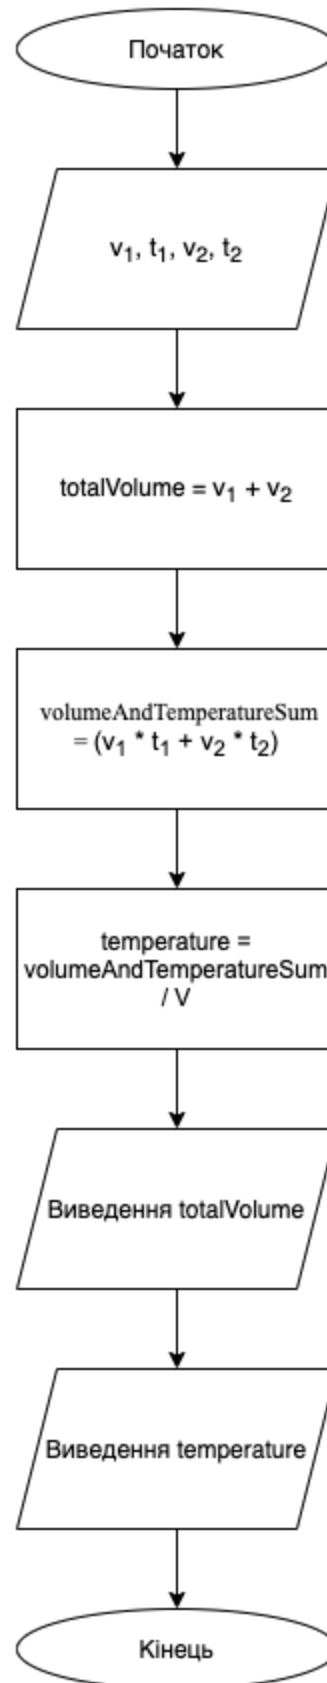 Початок
v₁, t₁, v₂, t₂
totalVolume = v₁ + v₂
volumeAndTemperatureSum
= (v₁ * t₁ + v₂ * t₂)
temperature =
volumeAndTemperatureSum
/ V
Виведення totalVolume
Виведення temperature
Кінець